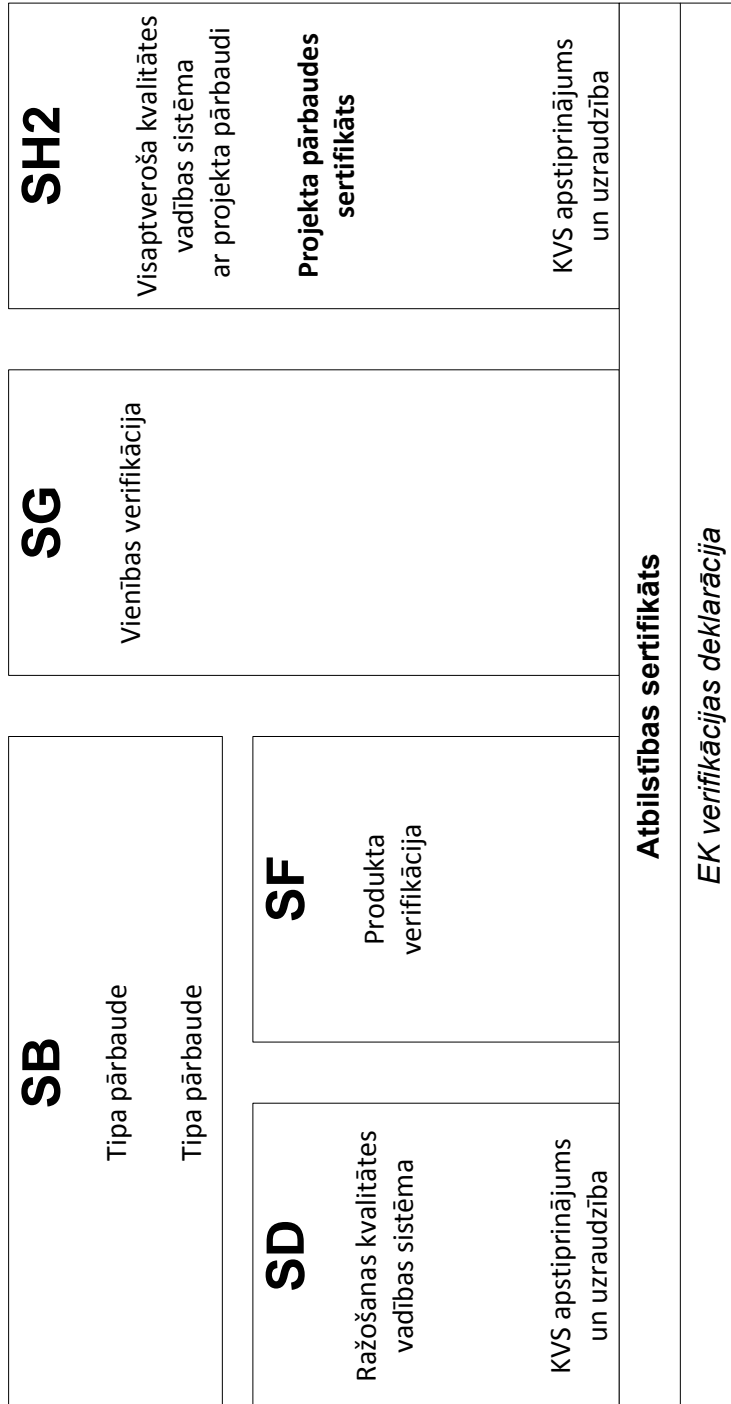 SB
Tipa pārbaude
Tipa pārbaude
SD
Ražošanas kvalitātes
vadības sistēma
KVS apstiprinājums
un uzraudzība
SF
Produkta
verifikācija
SG
Vienības verifikācija
SH2
Visaptveroša kvalitātes
vadības sistēma
ar projekta pārbaudi
Projekta pārbaudes
sertifikāts
KVS apstiprinājums
un uzraudzība
Atbilstības sertifikāts
EK verifikācijas deklarācija